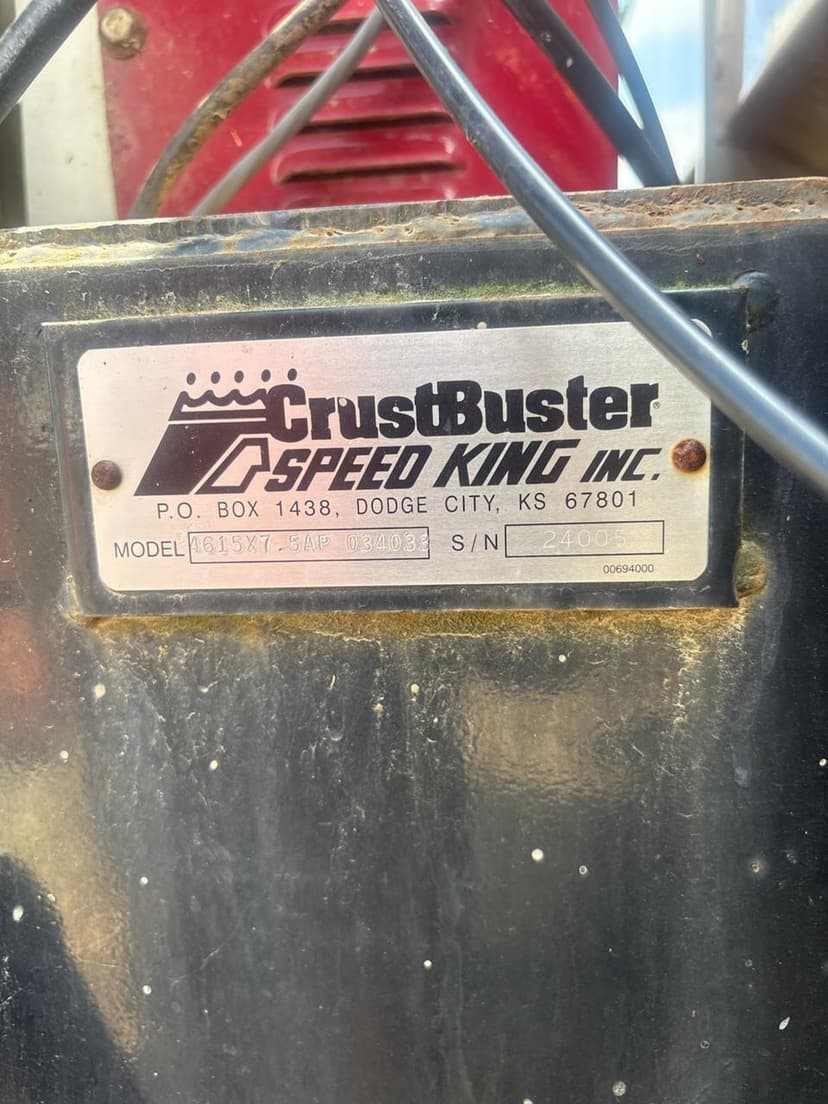 CrustBuster®
SPEED KING INC.
P.O. BOX 1438, DODGE CITY, KS 67801
MODEL 4615X7.5AP 034033 S/N 24005
00694000